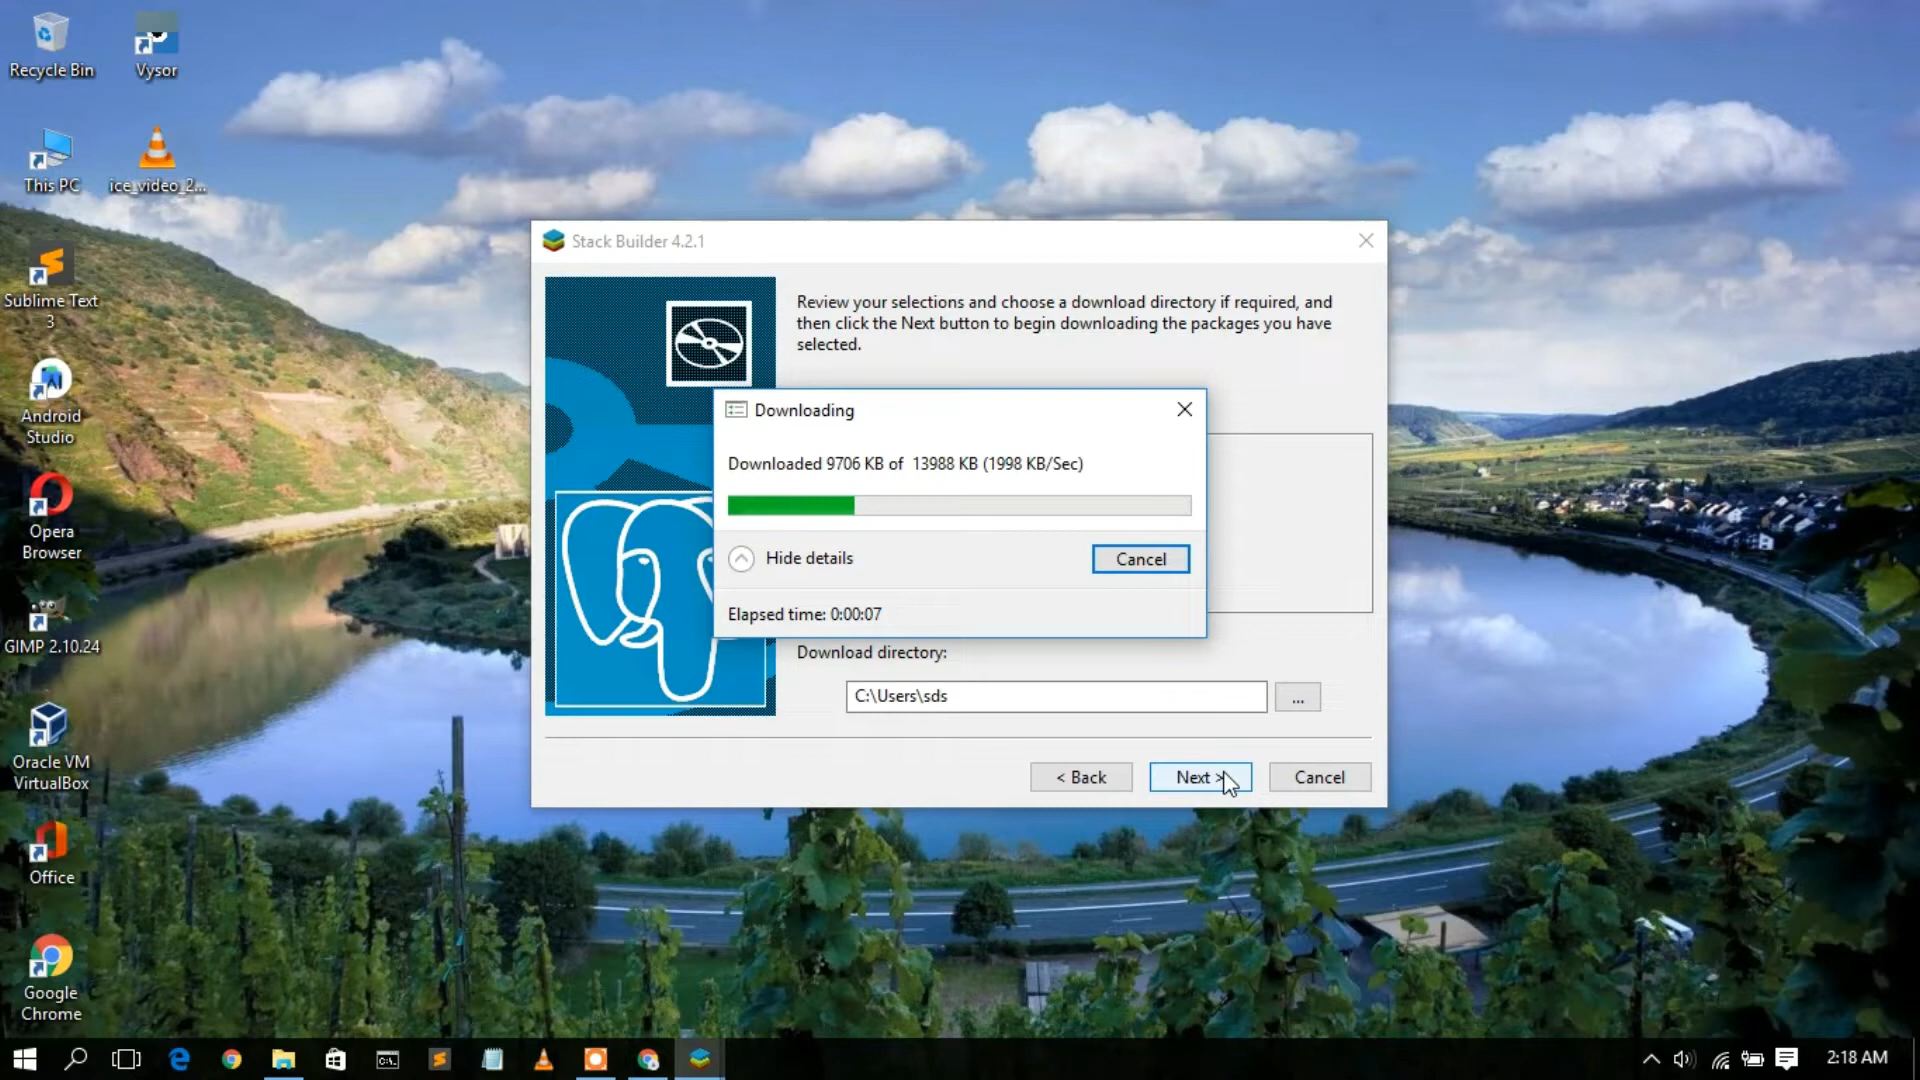 Recycle Bin
Vysor
This PC
ice_video_2...
Sublime Text
3
Android
Studio
Opera
Browser
GIMP 2.10.24
Oracle VM
VirtualBox
Office
Google
Chrome
Stack Builder 4.2.1
Review your selections and choose a download directory if required, and
then click the Next button to begin downloading the packages you have
selected.
Downloading
Downloaded 9706 KB of 13988 KB (1998 KB/Sec)
Hide details
Cancel
Elapsed time: 0:00:07
Download directory:
C:\Users\sds
...
< Back
Next >
Cancel
2:18 AM